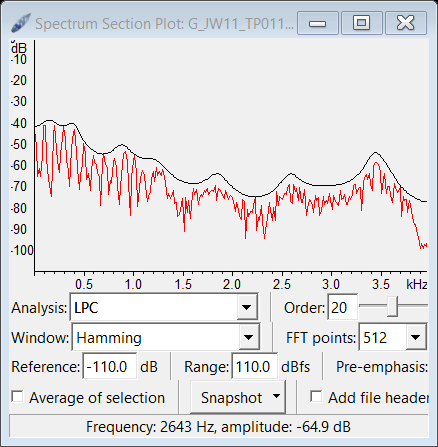 Spectrum Section Plot: G_JW11_TP011...
dB
-10
-20
-30
-40
-50
-60
-70
-80
-90
-100
0.5 1.0 1.5 2.0 2.5 3.0 3.5 kHz
Analysis: LPC Order: 20
Window: Hamming FFT points: 512
Reference: -110.0 dB Range: 110.0 dBfs Pre-emphasis:
Average of selection Snapshot Add file header
Frequency: 2643 Hz, amplitude: -64.9 dB